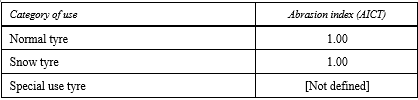 Category of use Abrasion index (AICT)
Normal tyre 1.00
Snow tyre 1.00
Special use tyre [Not defined]